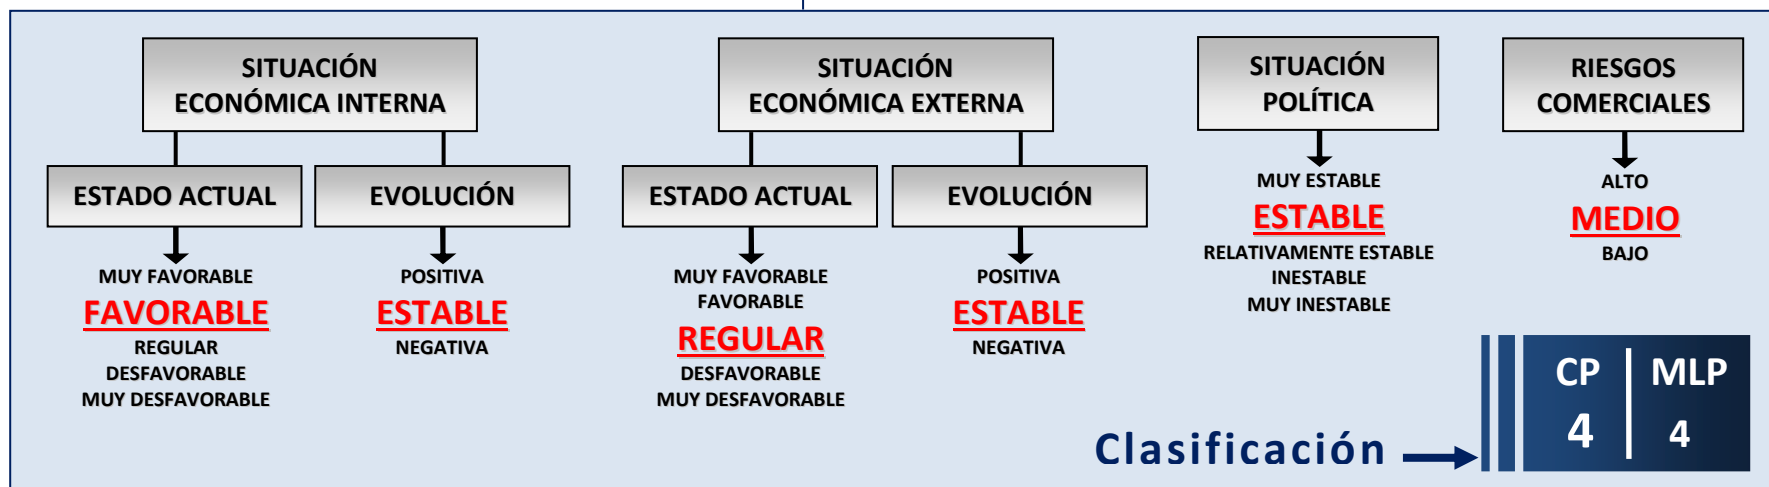 SITUACIÓN
ECONÓMICA INTERNA
ESTADO ACTUAL
MUY FAVORABLE
FAVORABLE
REGULAR
DESFAVORABLE
MUY DESFAVORABLE
EVOLUCIÓN
POSITIVA
ESTABLE
NEGATIVA
SITUACIÓN
ECONÓMICA EXTERNA
ESTADO ACTUAL
MUY FAVORABLE
FAVORABLE
REGULAR
DESFAVORABLE
MUY DESFAVORABLE
EVOLUCIÓN
POSITIVA
ESTABLE
NEGATIVA
SITUACIÓN
POLÍTICA
MUY ESTABLE
ESTABLE
RELATIVAMENTE ESTABLE
INESTABLE
MUY INESTABLE
RIESGOS
COMERCIALES
ALTO
MEDIO
BAJO
Clasificación
CP
4
MLP
4